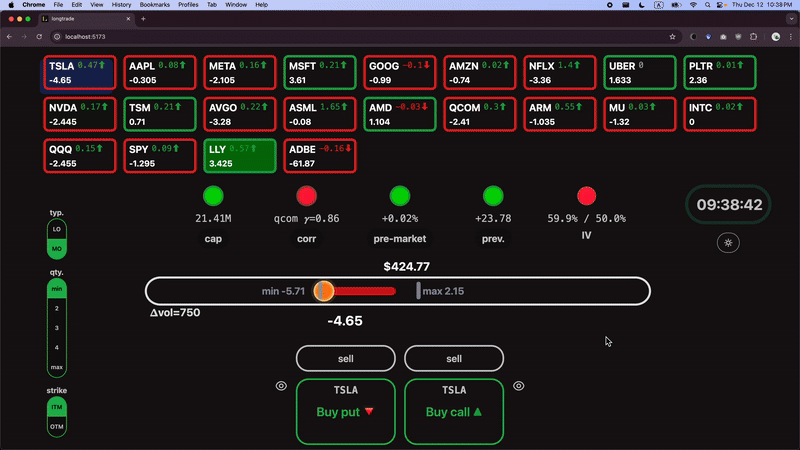 Chrome File Edit View History Bookmarks Profiles Tab Window Help
Thu Dec 12 10:38 PM
longtrade
localhost:5173
TSLA 0.47 AAPL 0.08 META 0.16 MSFT 0.21 GOOG -0.1 AMZN 0.02 NFLX 1.4 UBER 0 PLTR 0.01
-4.65 -0.305 -2.105 3.61 -0.99 -0.74 -3.36 1.633 2.36
NVDA 0.17 TSM 0.21 AVGO 0.22 ASML 1.65 AMD -0.03 QCOM 0.3 ARM 0.55 MU 0.03 INTC 0.02
-2.445 0.71 -3.28 -0.08 1.104 -2.41 -1.035 -1.32 0
QQQ 0.15 SPY 0.09 LLY 0.57 ADBE -0.16
-2.455 -1.295 3.425 -61.87
09:38:42
21.41M qcom γ=0.86 +0.02% +23.78 59.9% / 50.0%
cap corr pre-market prev. IV
typ.
LO
MO
qty.
min
2
3
4
max
strike
ITM
OTM
$424.77
min -5.71 max 2.15
Δvol=750
-4.65
sell sell
TSLA TSLA
Buy put Buy call